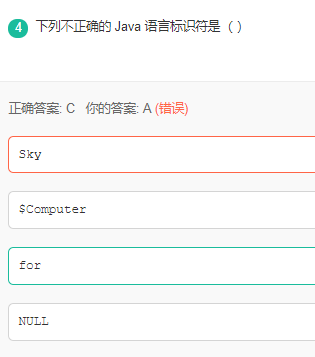 4 下列不正确的 Java 语言标识符是（ ）
正确答案: C 你的答案: A (错误)
Sky
$Computer
for
NULL